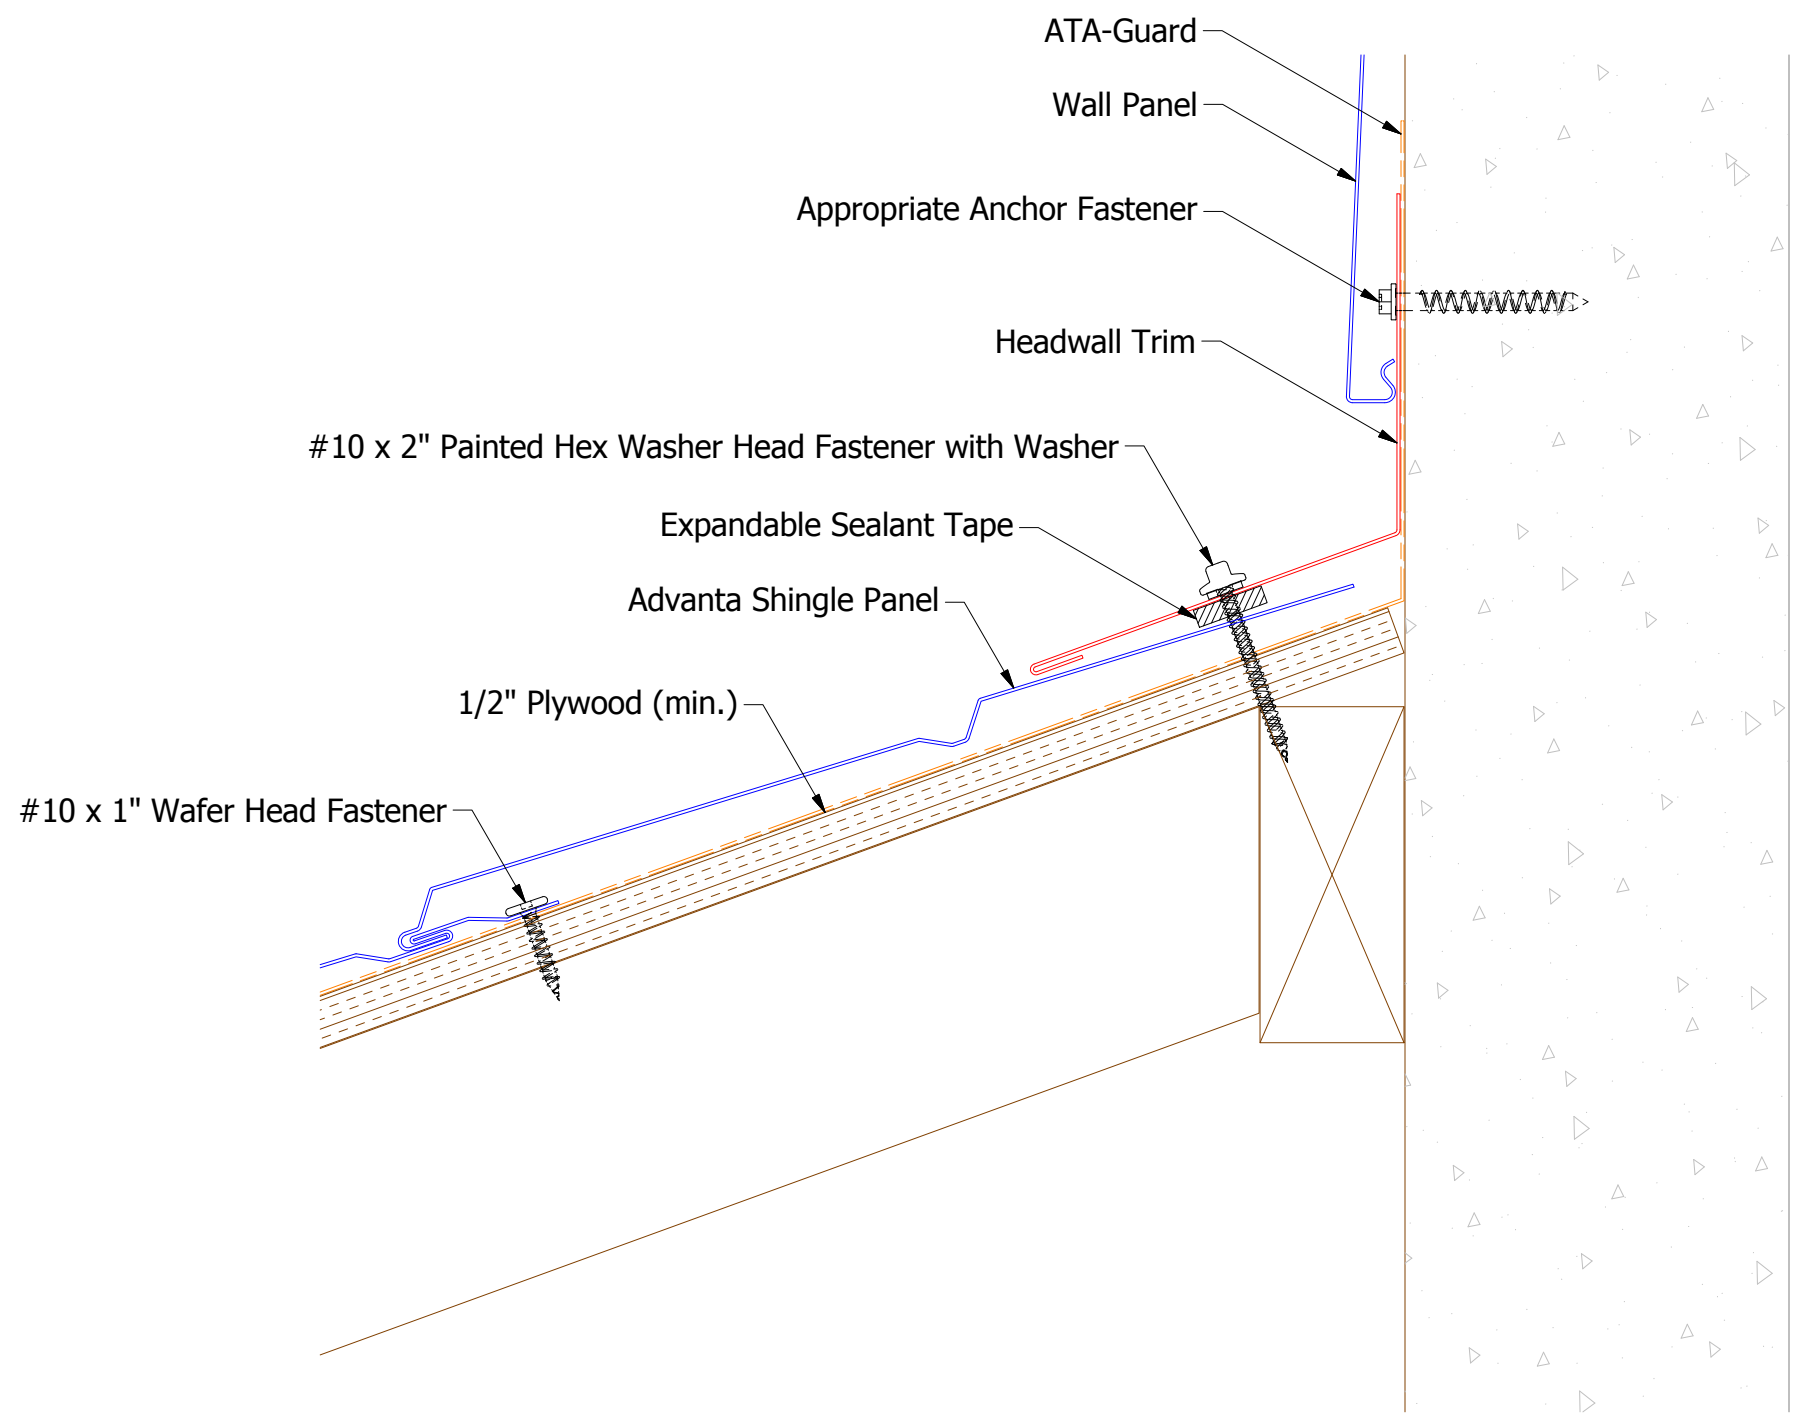 ATA-Guard
Wall Panel
Appropriate Anchor Fastener
Headwall Trim
#10 x 2" Painted Hex Washer Head Fastener with Washer
Expandable Sealant Tape
Advanta Shingle Panel
1/2" Plywood (min.)
#10 x 1" Wafer Head Fastener